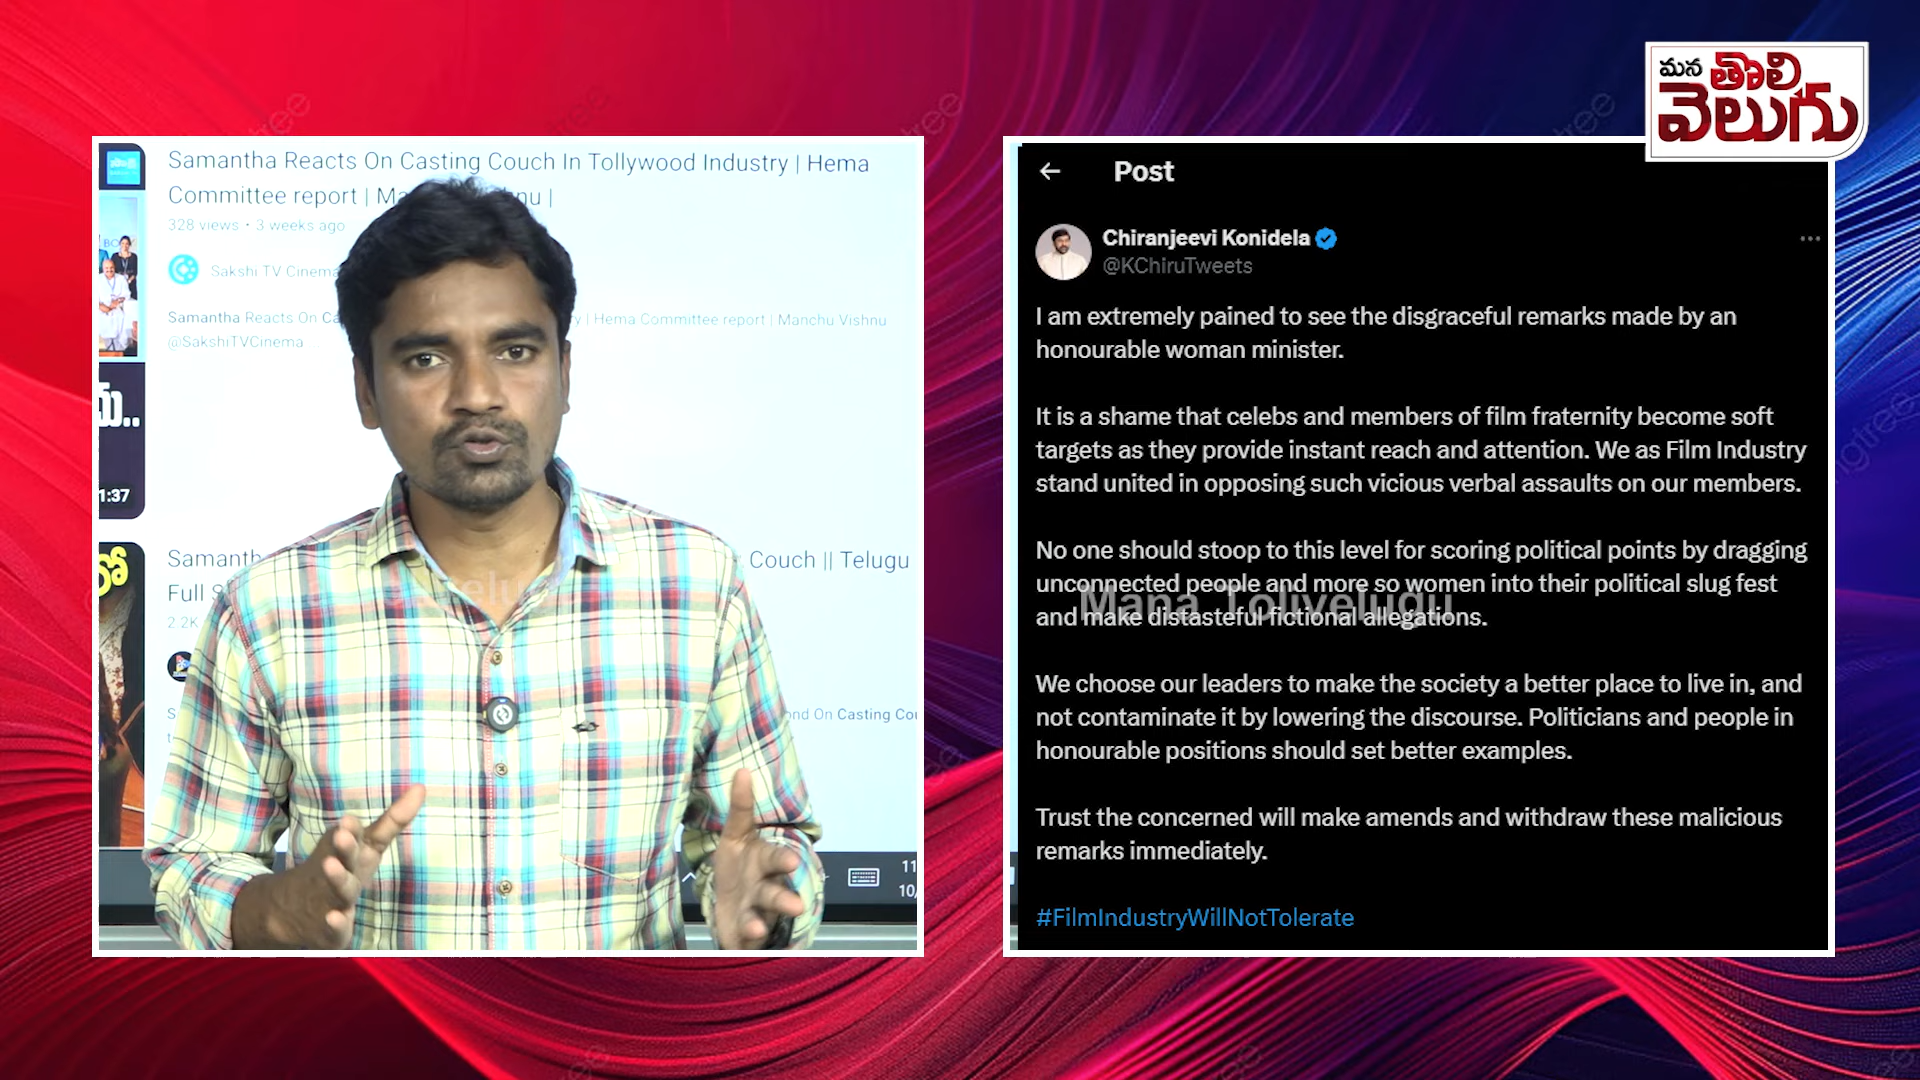 మన తొలి
వెలుగు
Samantha Reacts On Casting Couch In Tollywood Industry | Hema
Committee report | Ma nu |
328 views • 3 weeks ago
Sakshi TV Cinema
Samantha Reacts On Ca y | Hema Committee report | Manchu Vishnu
@SakshiTVCinema ...
1:37
Samanth Couch || Telugu
Full S
2.2K
S ond On Casting Cou
11
10/
Post
Chiranjeevi Konidela
@KChiruTweets
I am extremely pained to see the disgraceful remarks made by an
honourable woman minister.
It is a shame that celebs and members of film fraternity become soft
targets as they provide instant reach and attention. We as Film Industry
stand united in opposing such vicious verbal assaults on our members.
No one should stoop to this level for scoring political points by dragging
unconnected people and more so women into their political slug fest
and make distasteful fictional allegations.
Mana Tolivelugu
We choose our leaders to make the society a better place to live in, and
not contaminate it by lowering the discourse. Politicians and people in
honourable positions should set better examples.
Trust the concerned will make amends and withdraw these malicious
remarks immediately.
#FilmIndustryWillNotTolerate